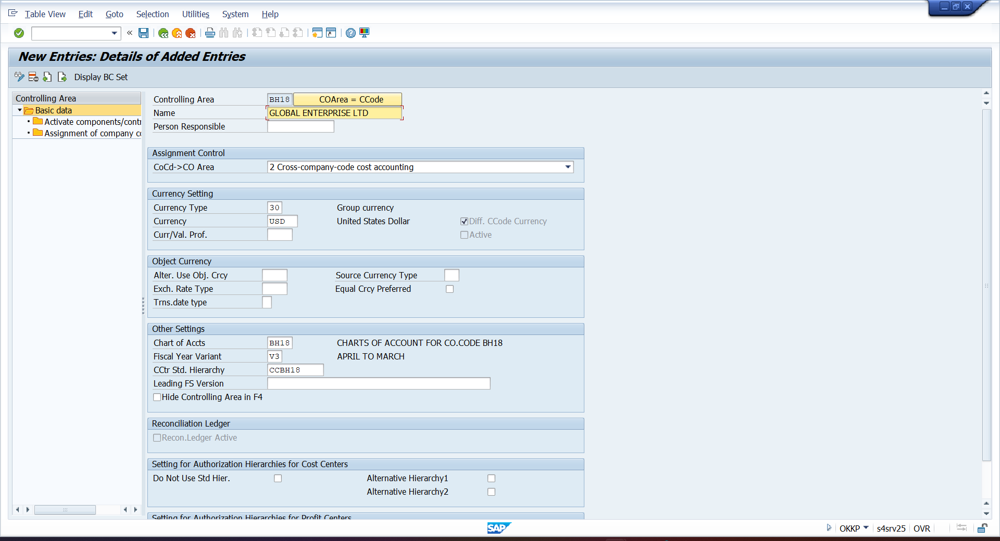 Table View Edit Goto Selection Utilities System Help
New Entries: Details of Added Entries
Display BC Set
Controlling Area
Basic data
Activate components/contr
Assignment of company co
Controlling Area BH18 COArea = CCode
Name GLOBAL ENTERPRISE LTD
Person Responsible
Assignment Control
CoCd->CO Area 2 Cross-company-code cost accounting
Currency Setting
Currency Type 30 Group currency
Currency USD United States Dollar Diff. CCode Currency
Curr/Val. Prof. Active
Object Currency
Alter. Use Obj. Crcy Source Currency Type
Exch. Rate Type Equal Crcy Preferred
Trns.date type
Other Settings
Chart of Accts BH18 CHARTS OF ACCOUNT FOR CO.CODE BH18
Fiscal Year Variant V3 APRIL TO MARCH
CCtr Std. Hierarchy CCBH18
Leading FS Version
Hide Controlling Area in F4
Reconciliation Ledger
Recon.Ledger Active
Setting for Authorization Hierarchies for Cost Centers
Do Not Use Std Hier. Alternative Hierarchy1
Alternative Hierarchy2
Setting for Authorization Hierarchies for Profit Centers
SAP OKKP s4srv25 OVR